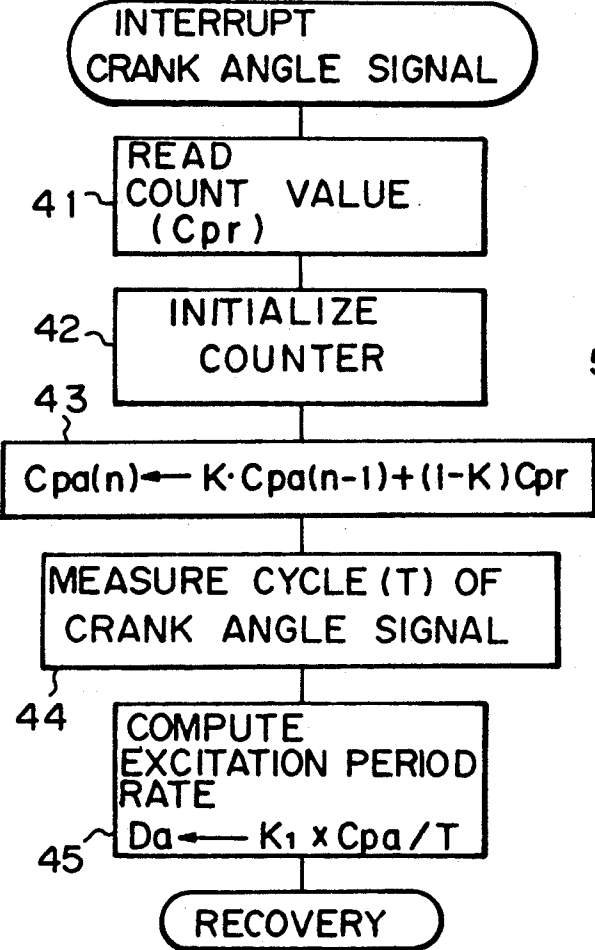 INTERRUPT
CRANK ANGLE SIGNAL
READ
41 COUNT VALUE
(Cpr)
INITIALIZE
42 COUNTER
43
Cpa(n)← K·Cpa(n-1)+(1-K)Cpr
MEASURE CYCLE (T) OF
CRANK ANGLE SIGNAL
44
COMPUTE
EXCITATION PERIOD
RATE
45 Da← K₁ x Cpa/T
RECOVERY